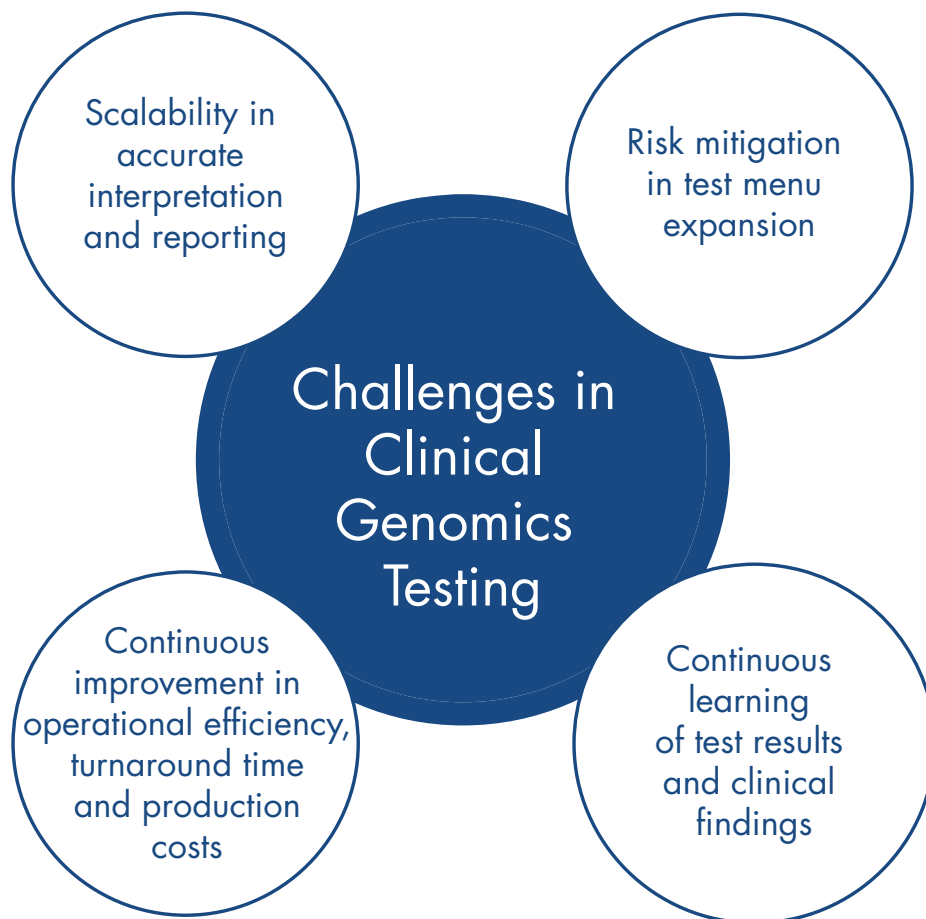 Scalability in
accurate
interpretation
and reporting
Risk mitigation
in test menu
expansion
Challenges in
Clinical
Genomics
Testing
Continuous
improvement in
operational efficiency,
turnaround time
and production
costs
Continuous
learning
of test results
and clinical
findings